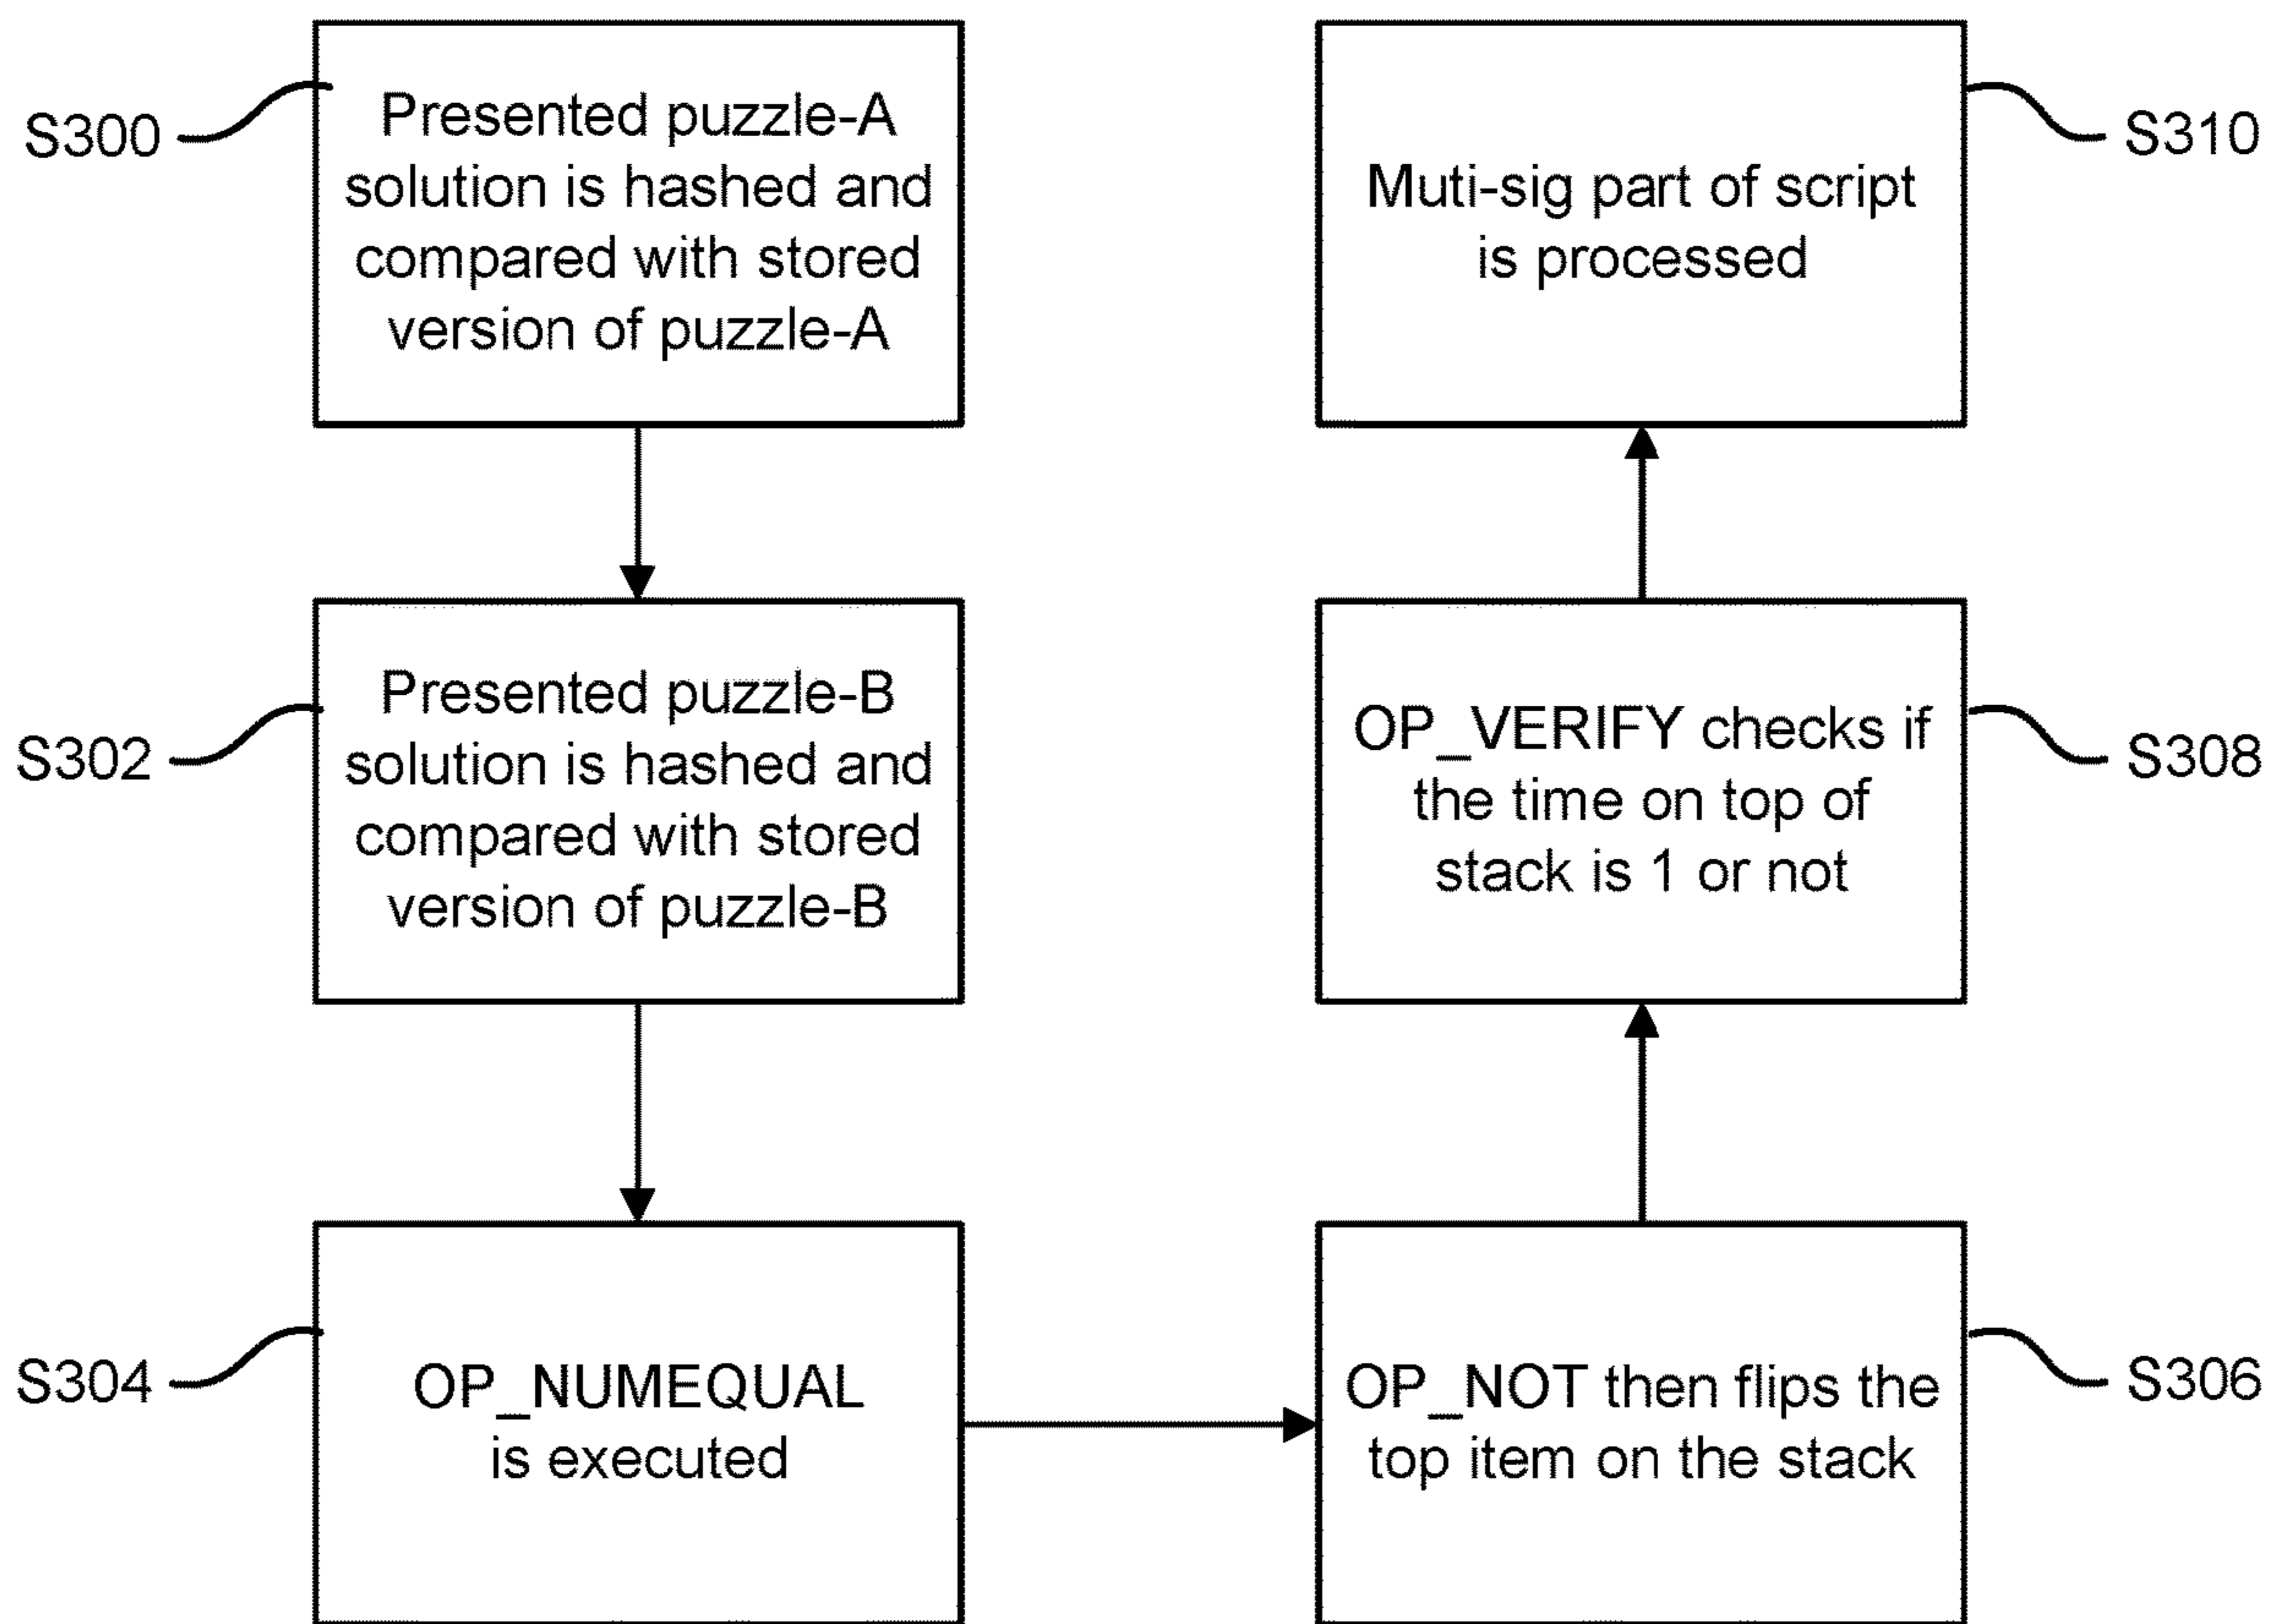 S300
Presented puzzle-A
solution is hashed and
compared with stored
version of puzzle-A
S302
Presented puzzle-B
solution is hashed and
compared with stored
version of puzzle-B
S304
OP_NUMEQUAL
is executed
OP_NOT then flips the
top item on the stack
S306
OP_VERIFY checks if
the time on top of
stack is 1 or not
S308
Muti-sig part of script
is processed
S310